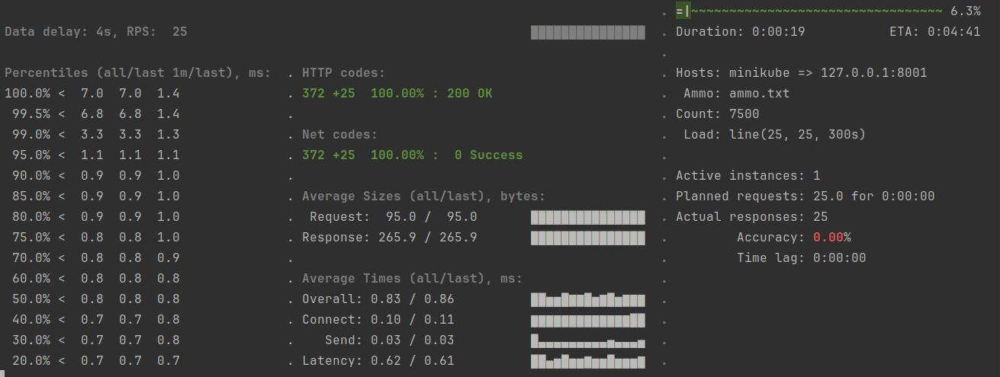 =|~~~~~~~~~~~~~~~~~~~~~~~~~~~~~~~~~ 6.3%
Data delay: 4s, RPS:  25
. Duration: 0:00:19           ETA: 0:04:41
Percentiles (all/last 1m/last), ms:
100.0% <  7.0  7.0  1.4
99.5% <  6.8  6.8  1.4
99.0% <  3.3  3.3  1.3
95.0% <  1.1  1.1  1.1
90.0% <  0.9  0.9  1.0
85.0% <  0.9  0.9  1.0
80.0% <  0.9  0.9  1.0
75.0% <  0.8  0.8  1.0
70.0% <  0.8  0.8  0.9
60.0% <  0.8  0.8  0.8
50.0% <  0.8  0.8  0.8
40.0% <  0.7  0.7  0.8
30.0% <  0.7  0.7  0.8
20.0% <  0.7  0.7  0.7
. HTTP codes:
. 372 +25  100.00% : 200 OK
.
. Net codes:
. 372 +25  100.00% :  0 Success
.
. Average Sizes (all/last), bytes:
.  Request:  95.0 /  95.0
. Response: 265.9 / 265.9
.
. Average Times (all/last), ms:
. Overall: 0.83 / 0.86
. Connect: 0.10 / 0.11
.    Send: 0.03 / 0.03
. Latency: 0.62 / 0.61
. Hosts: minikube => 127.0.0.1:8001
.  Ammo: ammo.txt
. Count: 7500
.  Load: line(25, 25, 300s)
.
. Active instances: 1
. Planned requests: 25.0 for 0:00:00
. Actual responses: 25
.         Accuracy: 0.00%
.         Time lag: 0:00:00